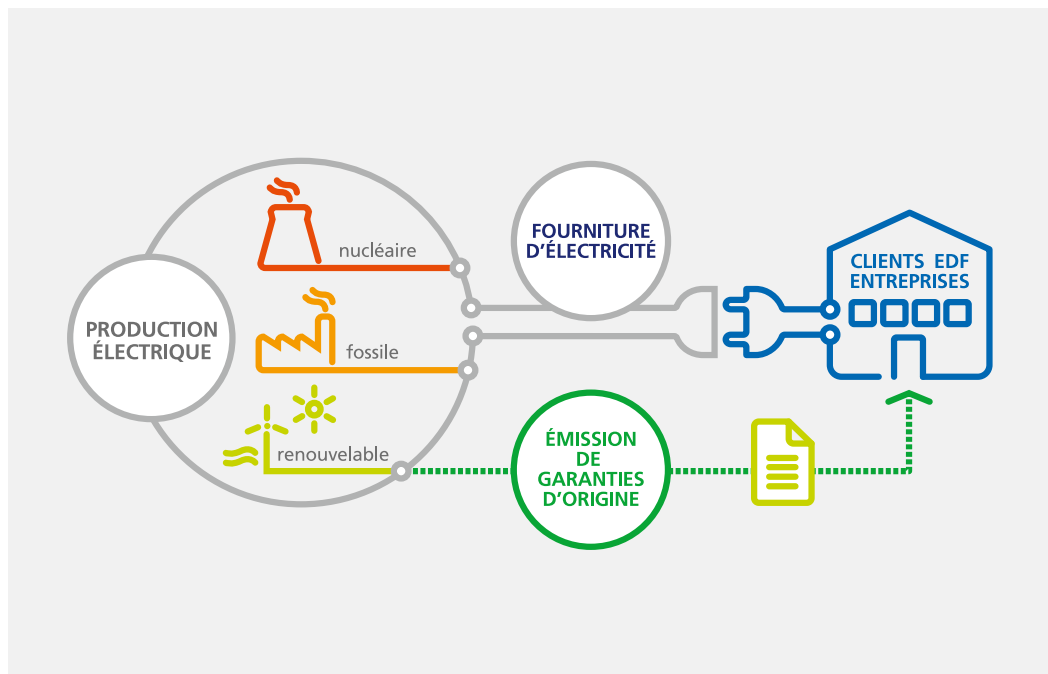 PRODUCTION
ÉLECTRIQUE
nucléaire
fossile
renouvelable
FOURNITURE
D'ÉLECTRICITÉ
ÉMISSION
DE
GARANTIES
D'ORIGINE
CLIENTS EDF
ENTREPRISES